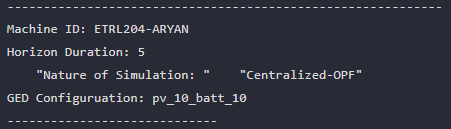 ------------------------------------------------------------
Machine ID: ETRL204-ARYAN
Horizon Duration: 5
    "Nature of Simulation: "    "Centralized-OPF"
GED Configuruation: pv_10_batt_10
-----------------------------